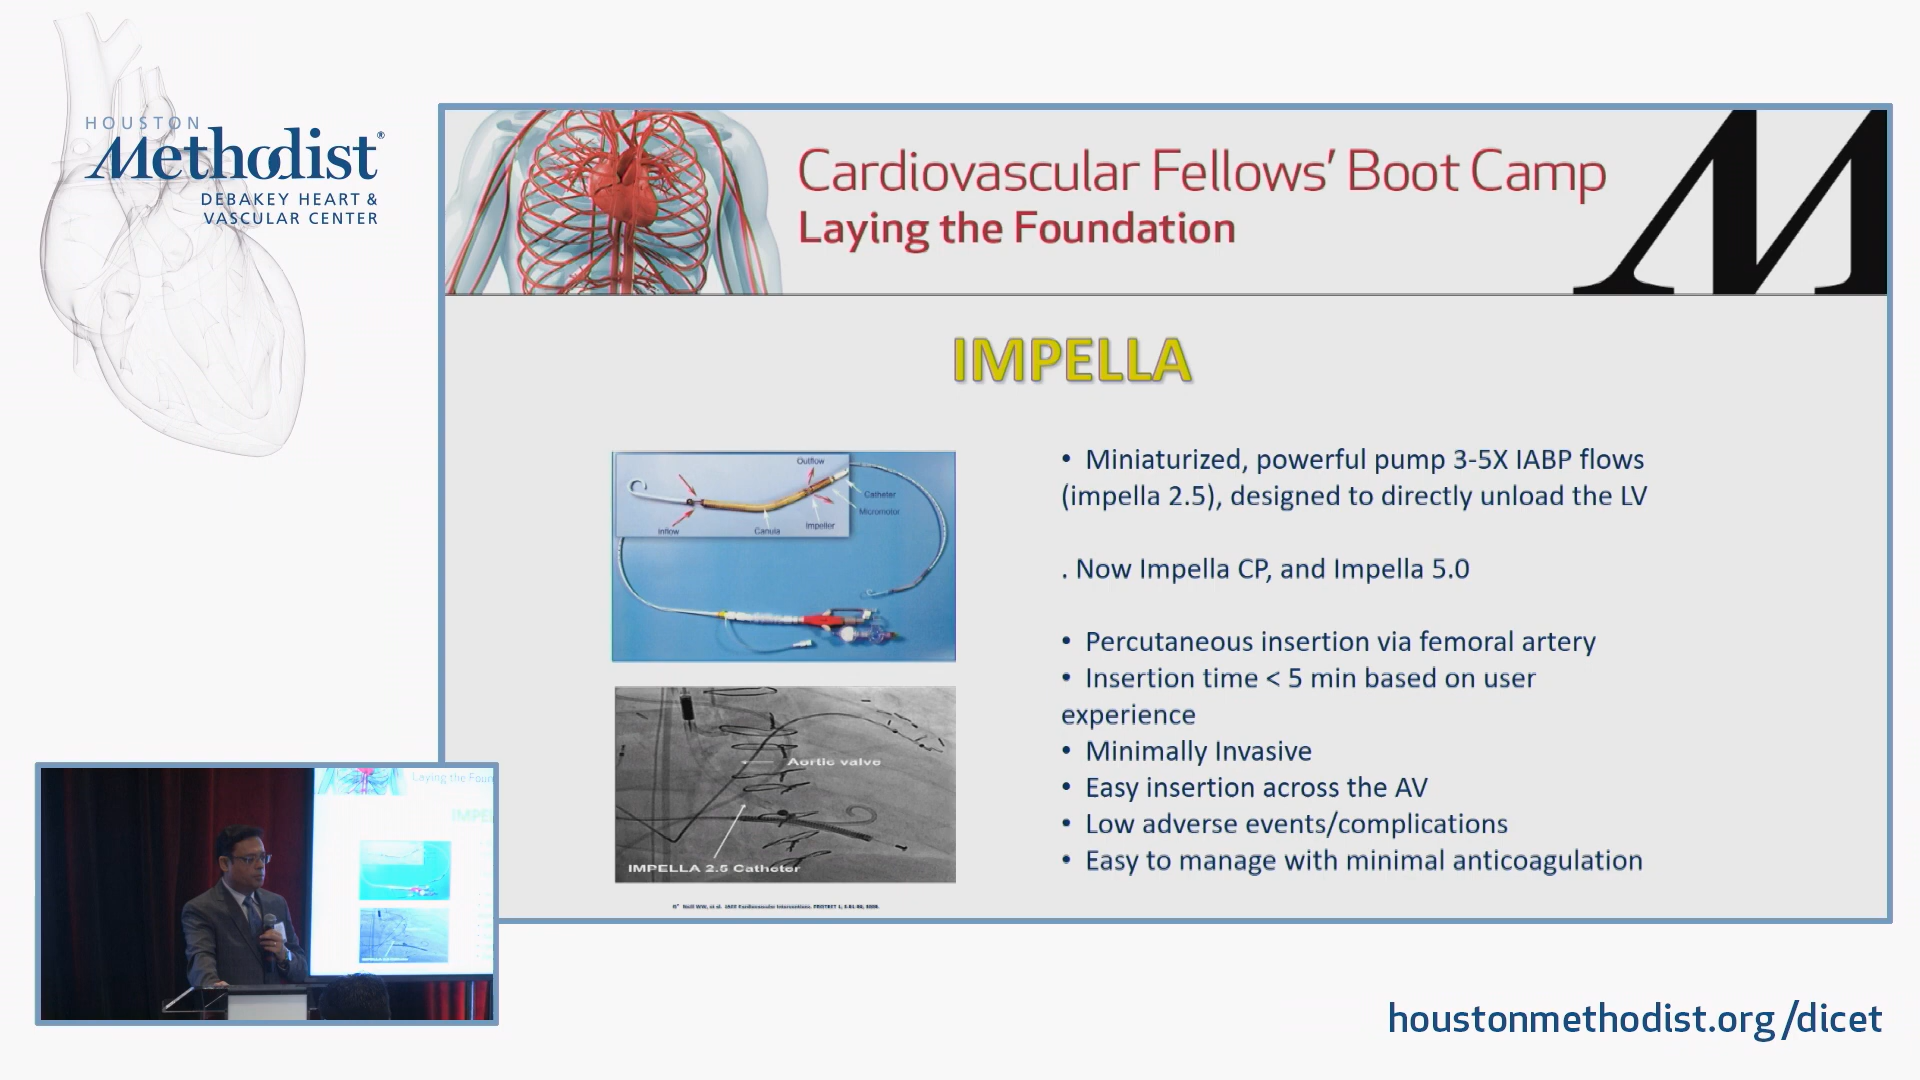 HOUSTON
Methodist®
DEBAKEY HEART &
VASCULAR CENTER
Cardiovascular Fellows' Boot Camp
Laying the Foundation
IMPELLA
Outflow
Catheter
Micromotor
Impeller
Canula
Inflow
Aortic valve
IMPELLA 2.5 Catheter
• Miniaturized, powerful pump 3-5X IABP flows
(impella 2.5), designed to directly unload the LV
. Now Impella CP, and Impella 5.0
• Percutaneous insertion via femoral artery
• Insertion time < 5 min based on user
experience
• Minimally Invasive
• Easy insertion across the AV
• Low adverse events/complications
• Easy to manage with minimal anticoagulation
Laying the Foun
IMPEL
houstonmethodist.org/dicet